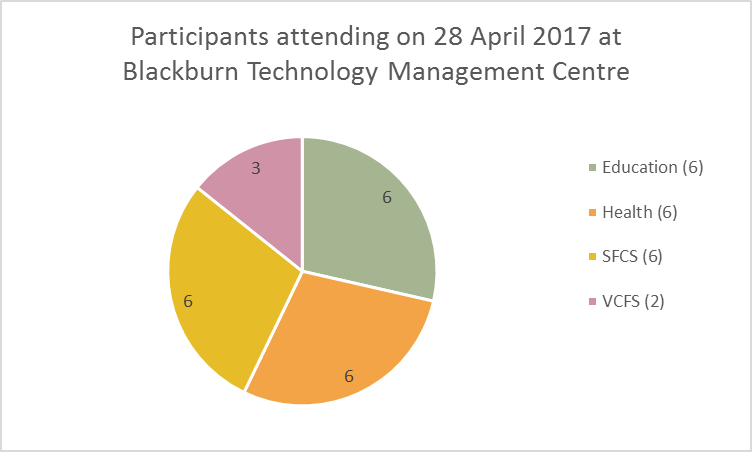 Participants attending on 28 April 2017 at
Blackburn Technology Management Centre
3
6
6
6
Education (6)
Health (6)
SFCS (6)
VCFS (2)